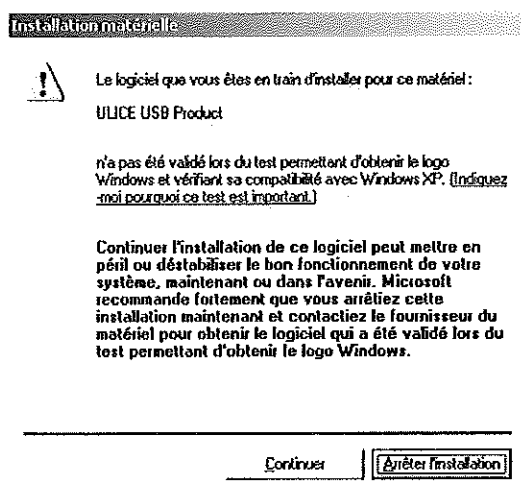 Installation matérielle
Le logiciel que vous êtes en train d'installer pour ce matériel :
ULICE USB Product
n'a pas été validé lors du test permettant d'obtenir le logo
Windows et vérifiant sa compatibilité avec Windows XP. (Indiquez
-moi pourquoi ce test est important.)
Continuer l'installation de ce logiciel peut mettre en
péril ou déstabiliser le bon fonctionnement de votre
système, maintenant ou dans l'avenir. Microsoft
recommande fortement que vous arrêtiez cette
installation maintenant et contactiez le fournisseur du
matériel pour obtenir le logiciel qui a été validé lors du
test permettant d'obtenir le logo Windows.
Continuer
Arrêter l'installation